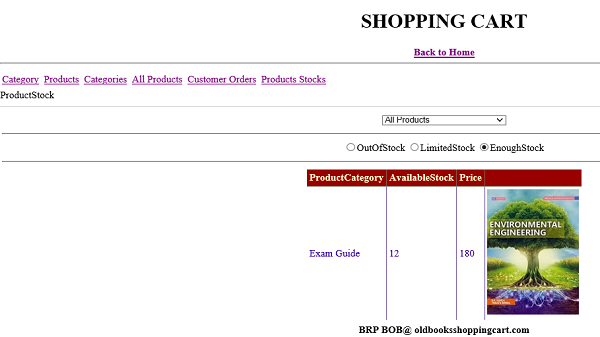 SHOPPING CART
Back to Home
Category Products Categories All Products Customer Orders Products Stocks
ProductStock
All Products
OutOfStock LimitedStock EnoughStock
ProductCategory AvailableStock Price
ENVIRONMENTAL
ENGINEERING
Exam Guide 12 180
BRP BOB@ oldbooksshoppingcart.com